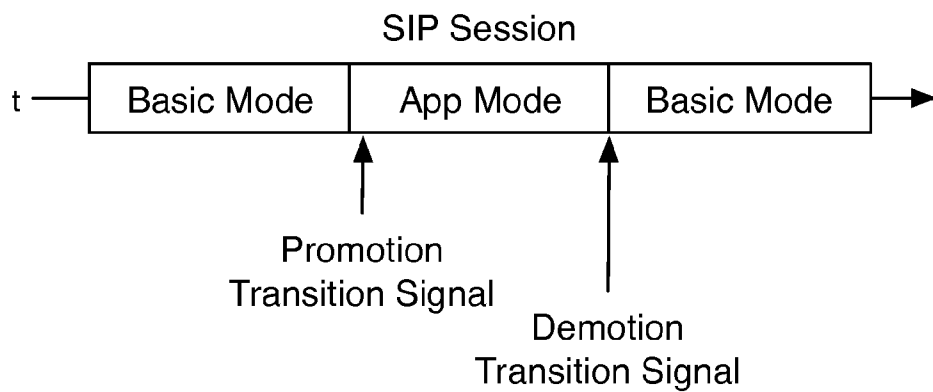 SIP Session
t
Basic Mode
App Mode
Basic Mode
Promotion
Transition Signal
Demotion
Transition Signal